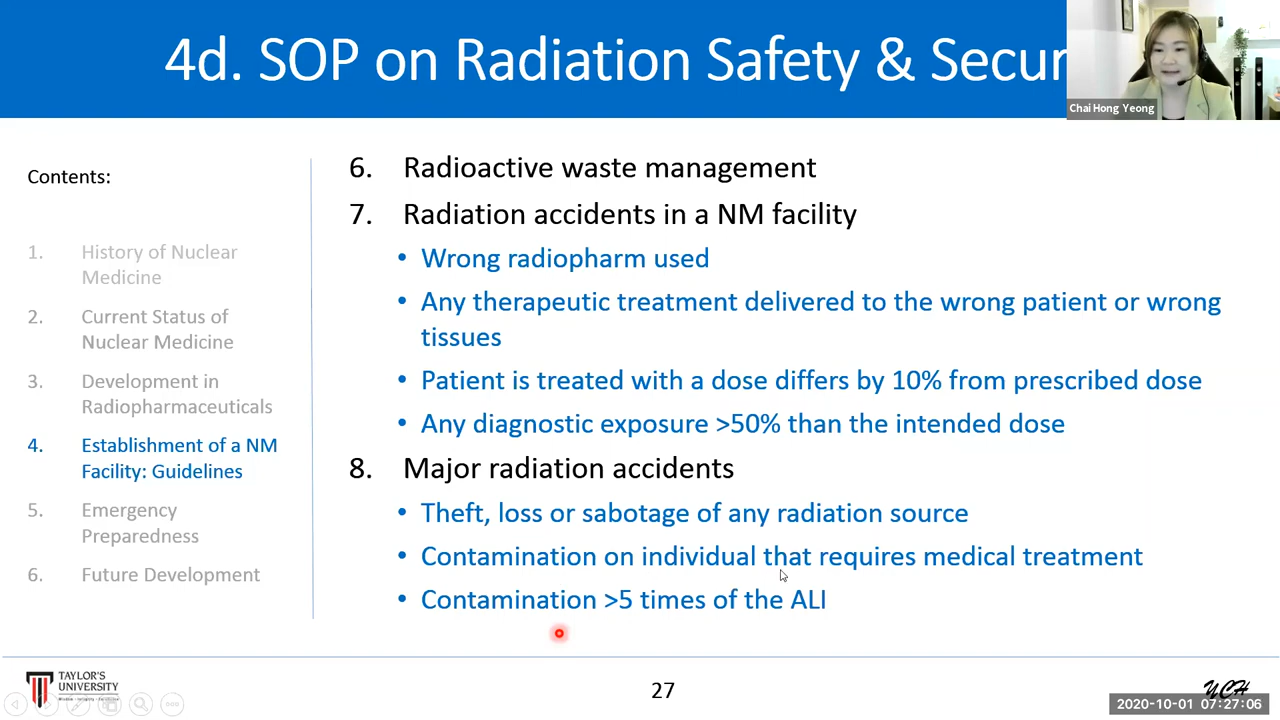 4d. SOP on Radiation Safety & Secur
Chai Hong Yeong
Contents:
1. History of Nuclear
Medicine
2. Current Status of
Nuclear Medicine
3. Development in
Radiopharmaceuticals
4. Establishment of a NM
Facility: Guidelines
5. Emergency
Preparedness
6. Future Development
6. Radioactive waste management
7. Radiation accidents in a NM facility
• Wrong radiopharm used
• Any therapeutic treatment delivered to the wrong patient or wrong
tissues
• Patient is treated with a dose differs by 10% from prescribed dose
• Any diagnostic exposure >50% than the intended dose
8. Major radiation accidents
• Theft, loss or sabotage of any radiation source
• Contamination on individual that requires medical treatment
• Contamination >5 times of the ALI
TAYLOR'S
UNIVERSITY
27
YCH
2020-10-01 07:27:06